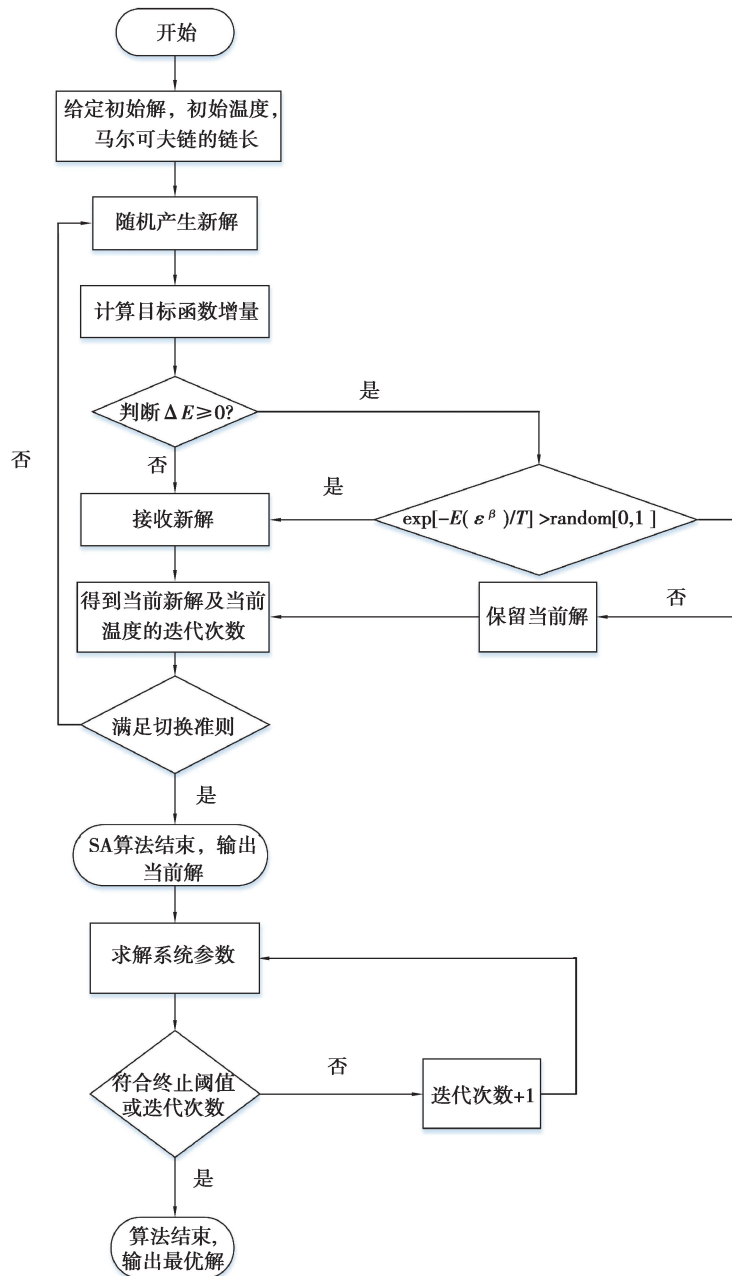 开始
给定初始解，初始温度，
马尔可夫链的链长
随机产生新解
计算目标函数增量
判断ΔE≥0?
是
否
否
接收新解
是
exp[-E(ε^β)/T]>random[0,1]
得到当前新解及当前
温度的迭代次数
保留当前解
否
满足切换准则
是
SA算法结束，输出
当前解
求解系统参数
符合终止阈值
或迭代次数
否
迭代次数+1
是
算法结束,
输出最优解